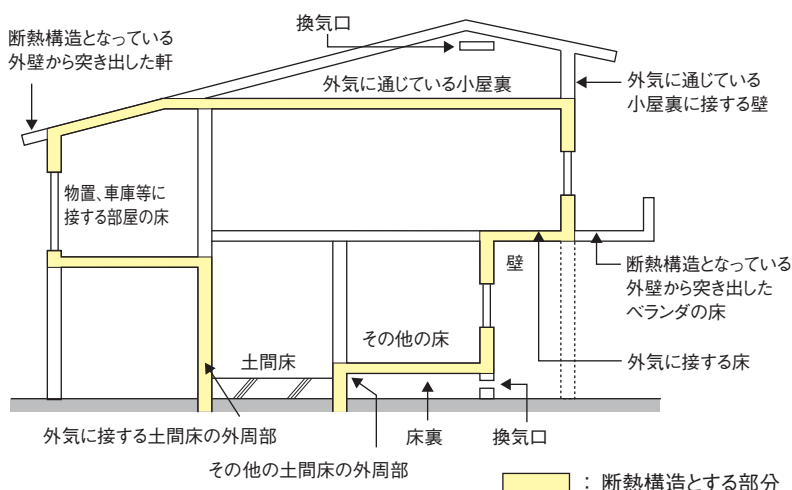 換気口
断熱構造となっている
外壁から突き出した軒
外気に通じている小屋裏
外気に通じている
小屋裏に接する壁
物置、車庫等に
接する部屋の床
壁
断熱構造となっている
外壁から突き出した
ベランダの床
その他の床
土間床
外気に接する床
外気に接する土間床の外周部
床裏
換気口
その他の土間床の外周部
：断熱構造とする部分